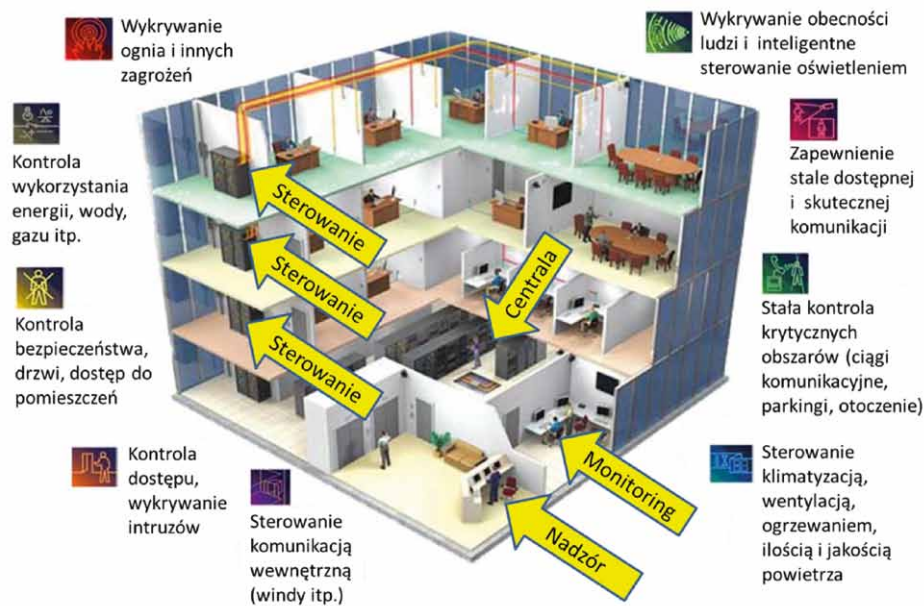 Wykrywanie
ognia i innych
zagrożeń
Wykrywanie obecności
ludzi i inteligentne
sterowanie oświetleniem
Kontrola
wykorzystania
energii, wody,
gazu itp.
Zapewnienie
stale dostępnej
i skutecznej
komunikacji
Sterowanie
Sterowanie
Sterowanie
Centrala
Kontrola
bezpieczeństwa,
drzwi, dostęp do
pomieszczeń
Stała kontrola
krytycznych
obszarów (ciągi
komunikacyjne,
parkingi, otoczenie)
Kontrola
dostępu,
wykrywanie
intruzów
Sterowanie
komunikacją
wewnętrzną
(windy itp.)
Nadzór
Monitoring
Sterowanie
klimatyzacją,
wentylacją,
ogrzewaniem,
ilością i jakością
powietrza